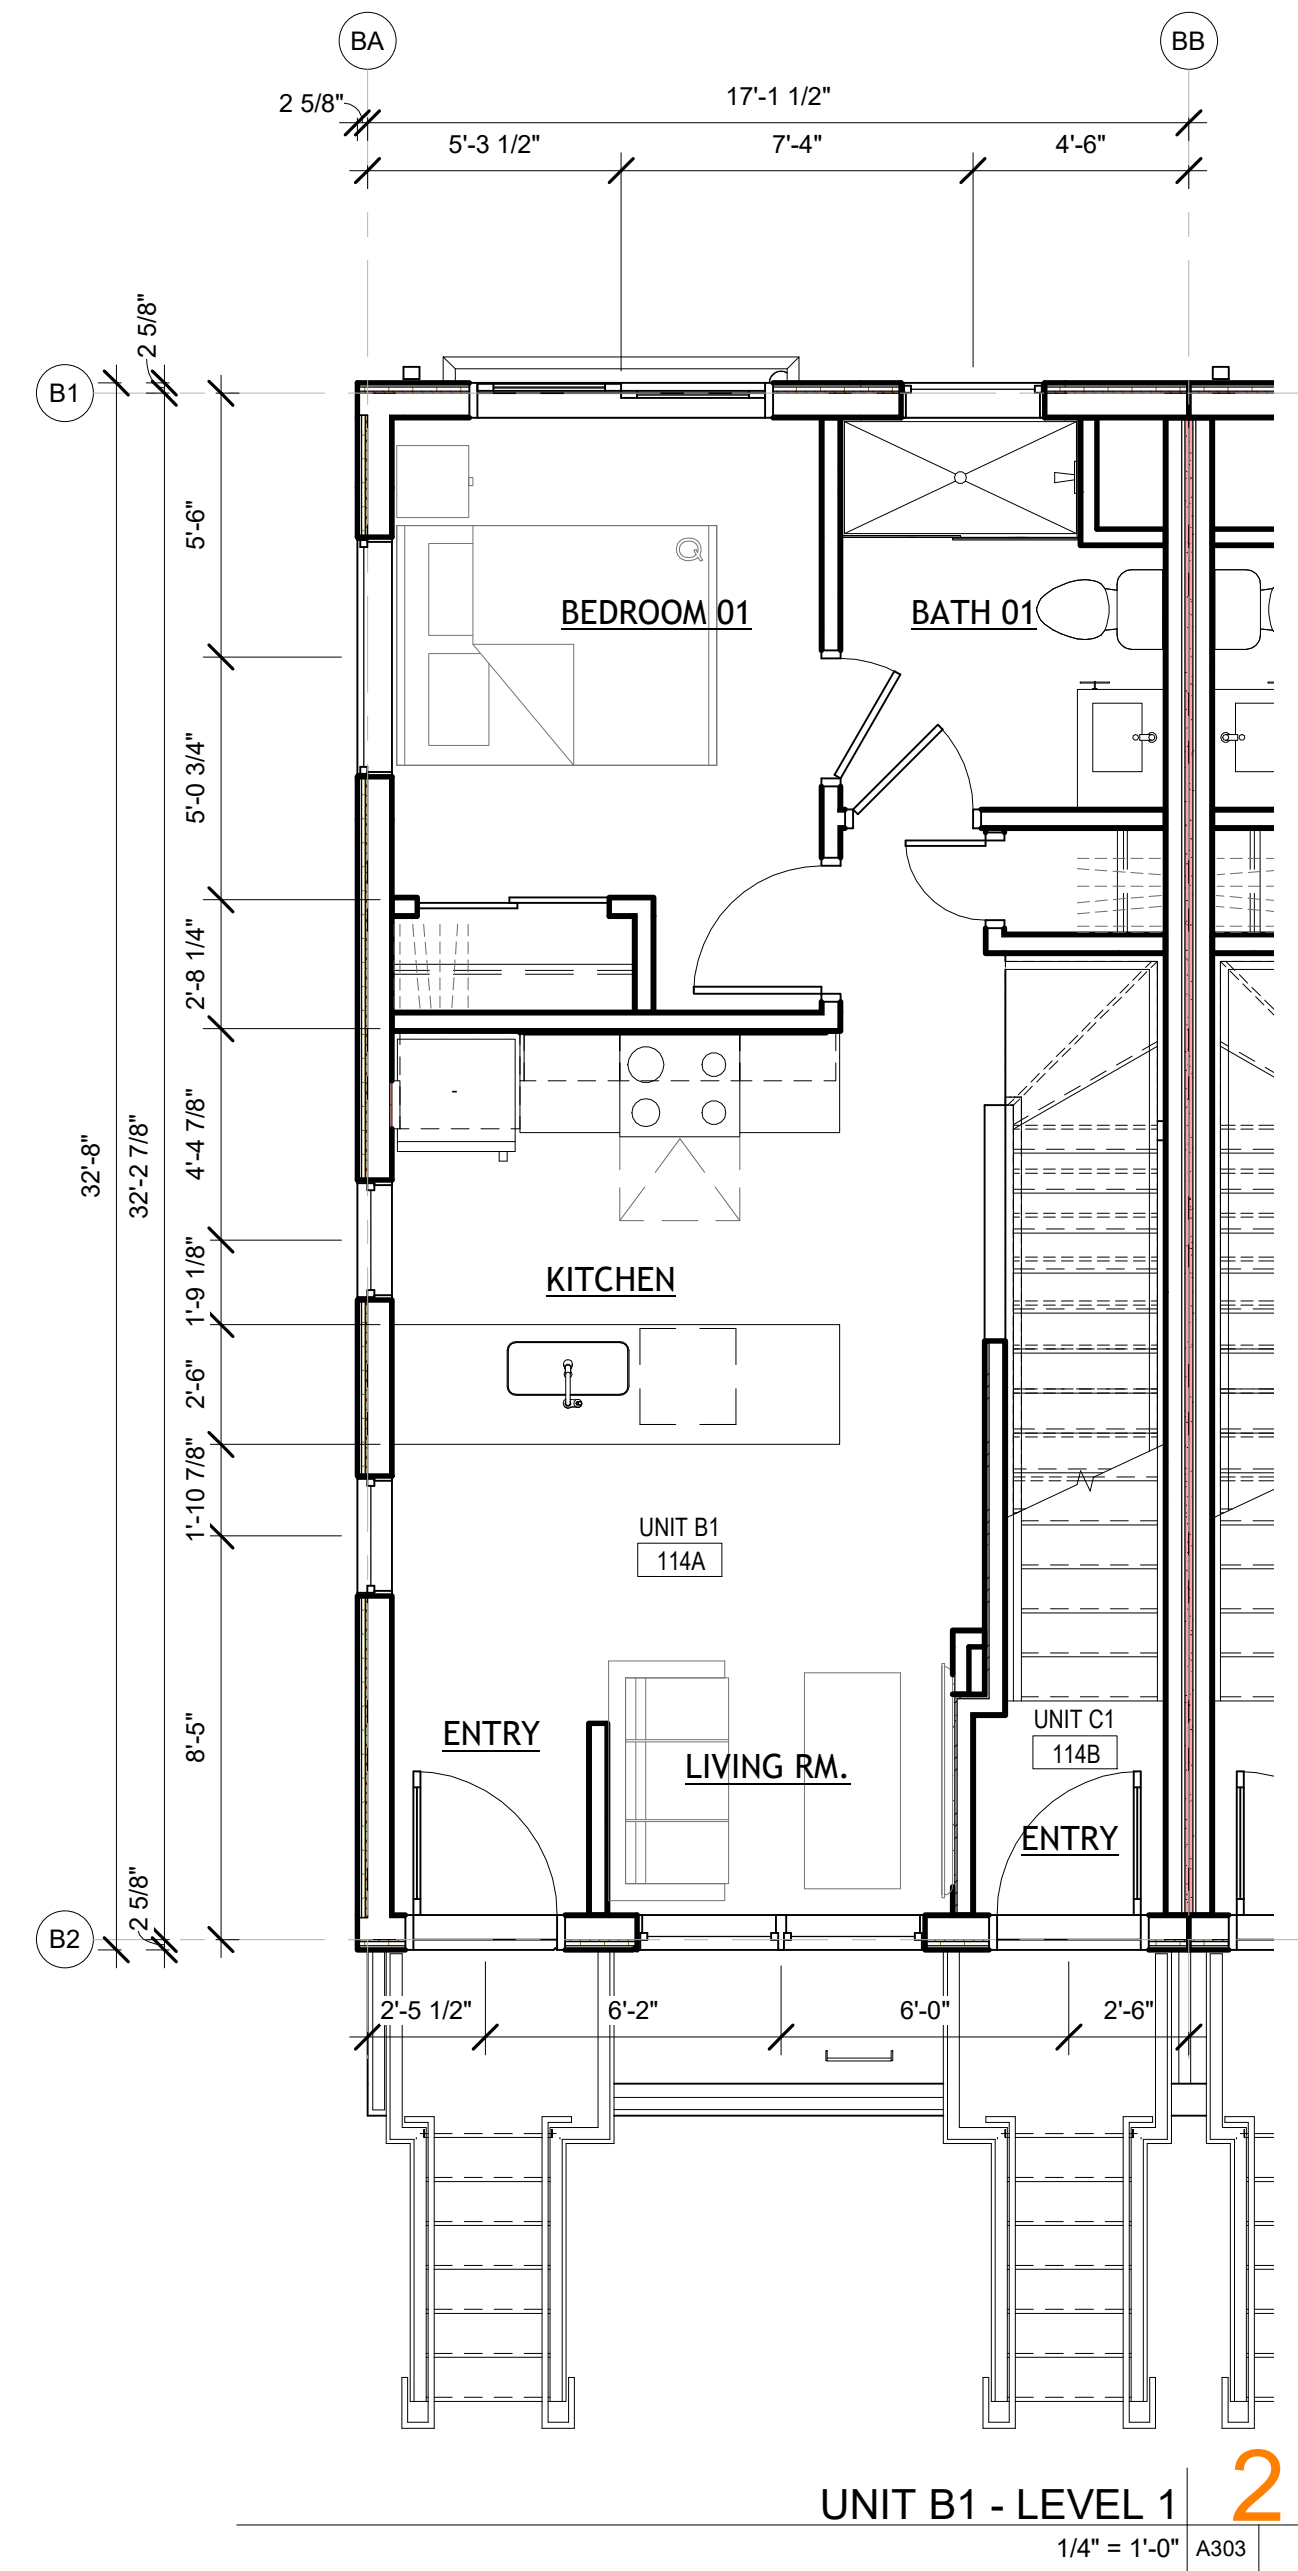 BA
BB
2 5/8"
17'-1 1/2"
5'-3 1/2"
7'-4"
4'-6"
2 5/8"
B1
5'-6"
Q
BEDROOM 01
BATH 01
5'-0 3/4"
2'-8 1/4"
4'-4 7/8"
32'-8"
32'-2 7/8"
KITCHEN
1'-9 1/8"
2'-6"
1'-10 7/8"
UNIT B1
114A
8'-5"
ENTRY
LIVING RM.
UNIT C1
114B
ENTRY
2 5/8"
B2
2'-5 1/2"
6'-2"
6'-0"
2'-6"
UNIT B1 - LEVEL 1
2
1/4" = 1'-0"
A303